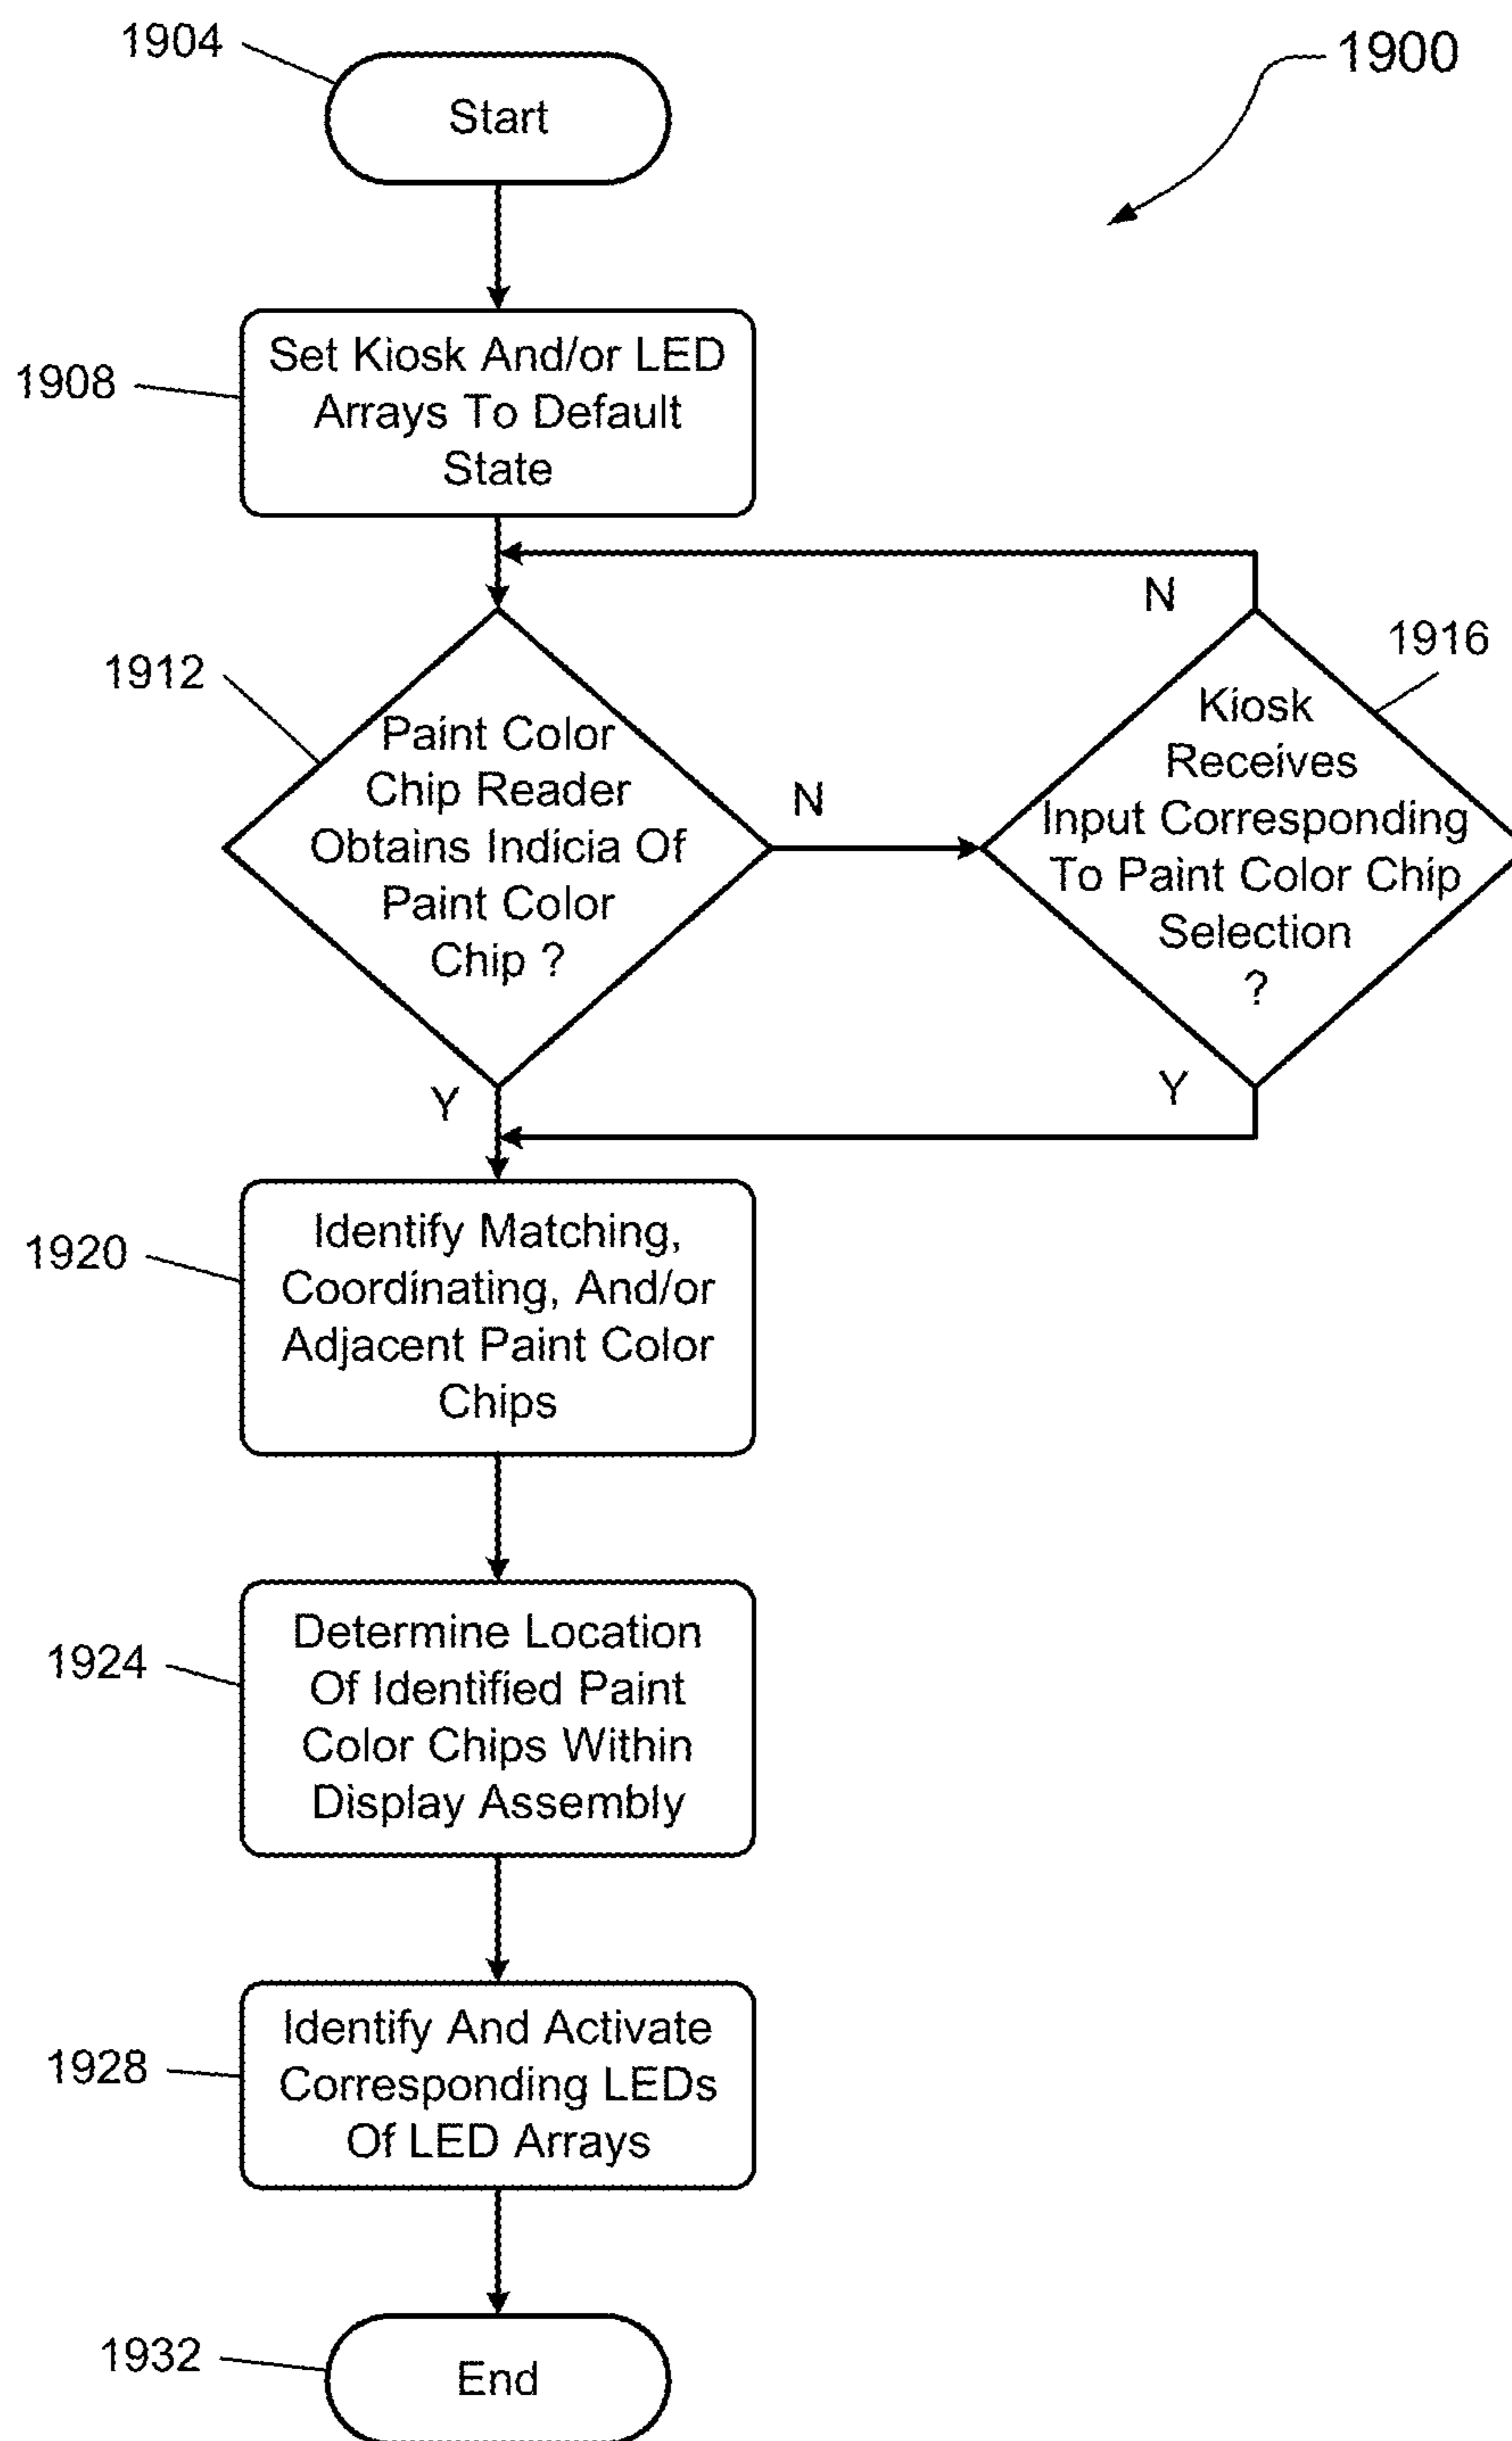 1904
1900
Start
1908
Set Kiosk And/or LED
Arrays To Default
State
N
1916
1912
Paint Color
Chip Reader
Obtains Indicia Of
Paint Color
Chip ?
N
Kiosk
Receives
Input Corresponding
To Paint Color Chip
Selection
?
Y
Y
1920
Identify Matching,
Coordinating, And/or
Adjacent Paint Color
Chips
1924
Determine Location
Of Identified Paint
Color Chips Within
Display Assembly
1928
Identify And Activate
Corresponding LEDs
Of LED Arrays
1932
End